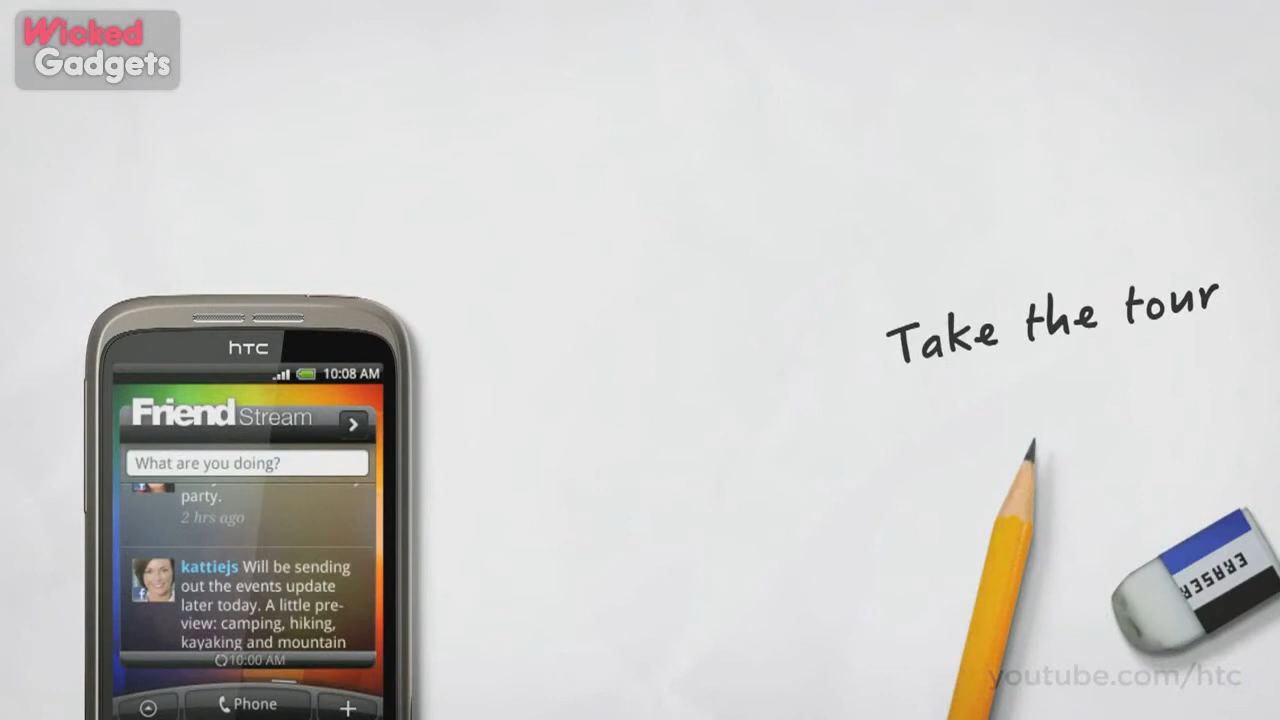 Wicked
Gadgets
htc
10:08 AM
Friend Stream
What are you doing?
party.
2 hrs ago
kattiejs Will be sending
out the events update
later today. A little pre-
view: camping, hiking,
kayaking and mountain
10:00 AM
Phone
Take the tour
ERASER
youtube.com/htc